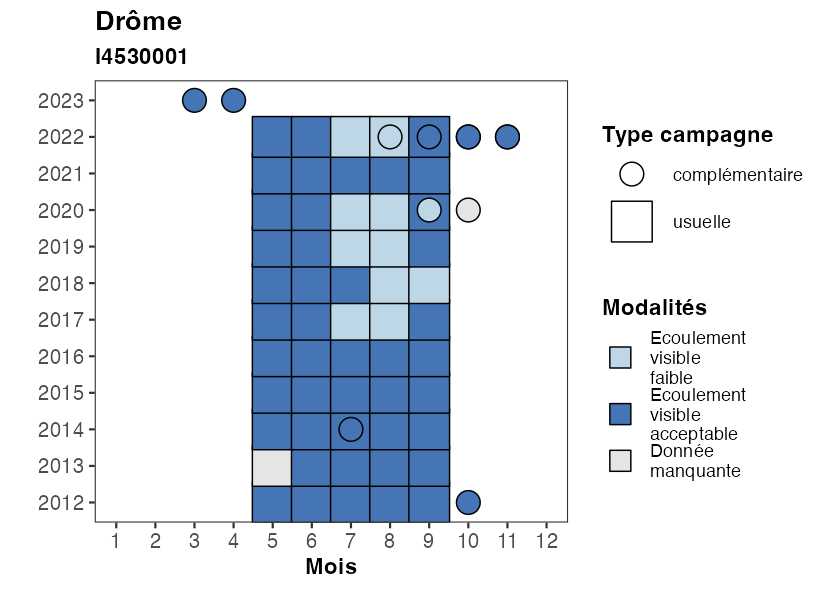 Drôme
I4530001
2023
2022
2021
2020
2019
2018
2017
2016
2015
2014
2013
2012
1 2 3 4 5 6 7 8 9 10 11 12
Mois
Type campagne
complémentaire
usuelle
Modalités
Ecoulement
visible
faible
Ecoulement
visible
acceptable
Donnée
manquante